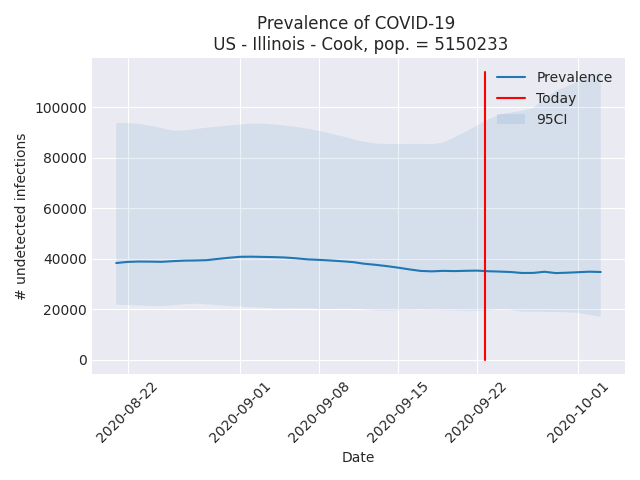 Prevalence of COVID-19
US - Illinois - Cook, pop. = 5150233
Prevalence
Today
95CI
100000
80000
60000
40000
20000
0
# undetected infections
2020-08-22
2020-09-01
2020-09-08
2020-09-15
2020-09-22
2020-10-01
Date